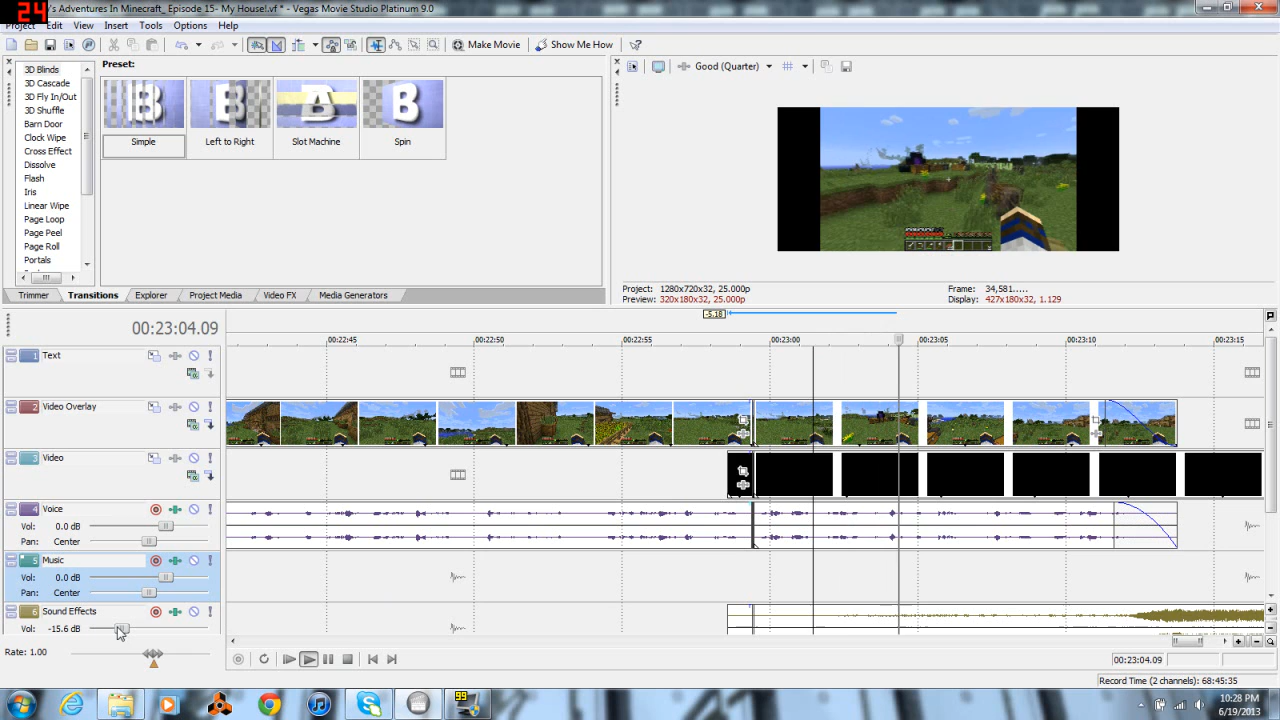 24
's Adventures In Minecraft_ Episode 15- My House!.vf * - Vegas Movie Studio Platinum 9.0
Project Edit View Insert Tools Options Help
Make Movie Show Me How
3D Blinds
3D Cascade
3D Fly In/Out
3D Shuffle
Barn Door
Clock Wipe
Cross Effect
Dissolve
Flash
Iris
Linear Wipe
Page Loop
Page Peel
Page Roll
Portals
Preset:
Simple Left to Right Slot Machine Spin
Trimmer Transitions Explorer Project Media Video FX Media Generators
Good (Quarter)
Project: 1280x720x32, 25.000p
Preview: 320x180x32, 25.000p
Frame: 34,581.....
Display: 427x180x32, 1.129
-5.18
00:23:04.09
00:22:45 00:22:50 00:22:55 00:23:00 00:23:05 00:23:10 00:23:15
1 Text
2 Video Overlay
3 Video
4 Voice
Vol: 0.0 dB
Pan: Center
5 Music
Vol: 0.0 dB
Pan: Center
6 Sound Effects
Vol: -15.6 dB
Rate: 1.00
00:23:04.09
Record Time (2 channels): 68:45:35
99
10:28 PM
6/19/2013